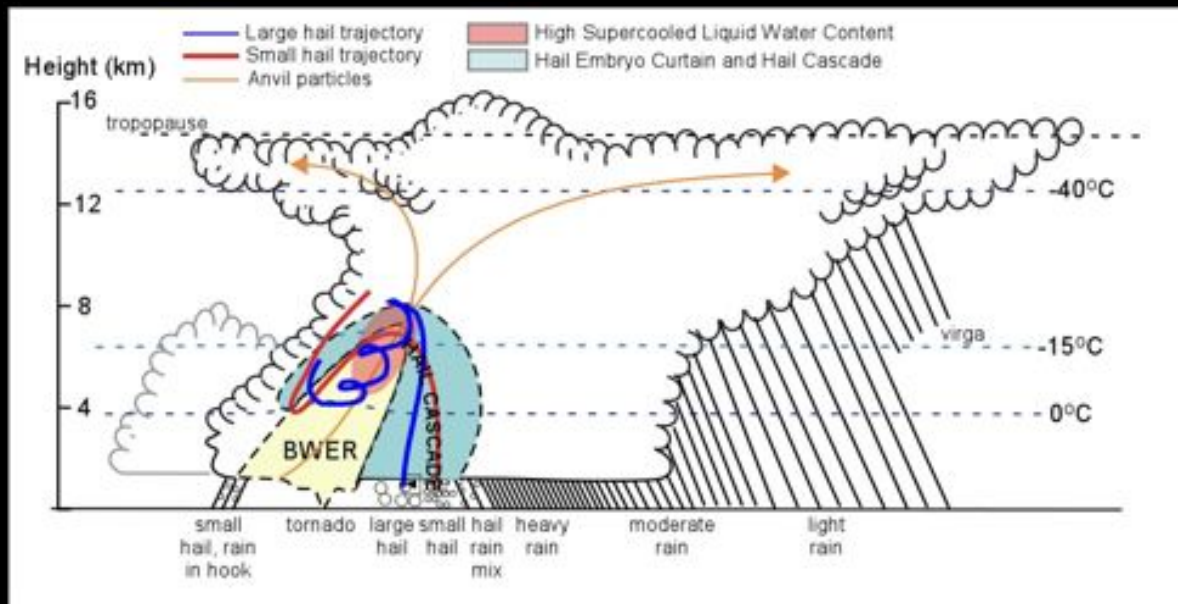 Large hail trajectory
Small hail trajectory
Anvil particles
High Supercooled Liquid Water Content
Hail Embryo Curtain and Hail Cascade
Height (km)
16
tropopause
-40°C
12
8
virga
-15°C
4
0°C
BWER
CASCADE
small
hail, rain
in hook
tornado
large
hail
small
hail
hail
rain
mix
heavy
rain
moderate
rain
light
rain